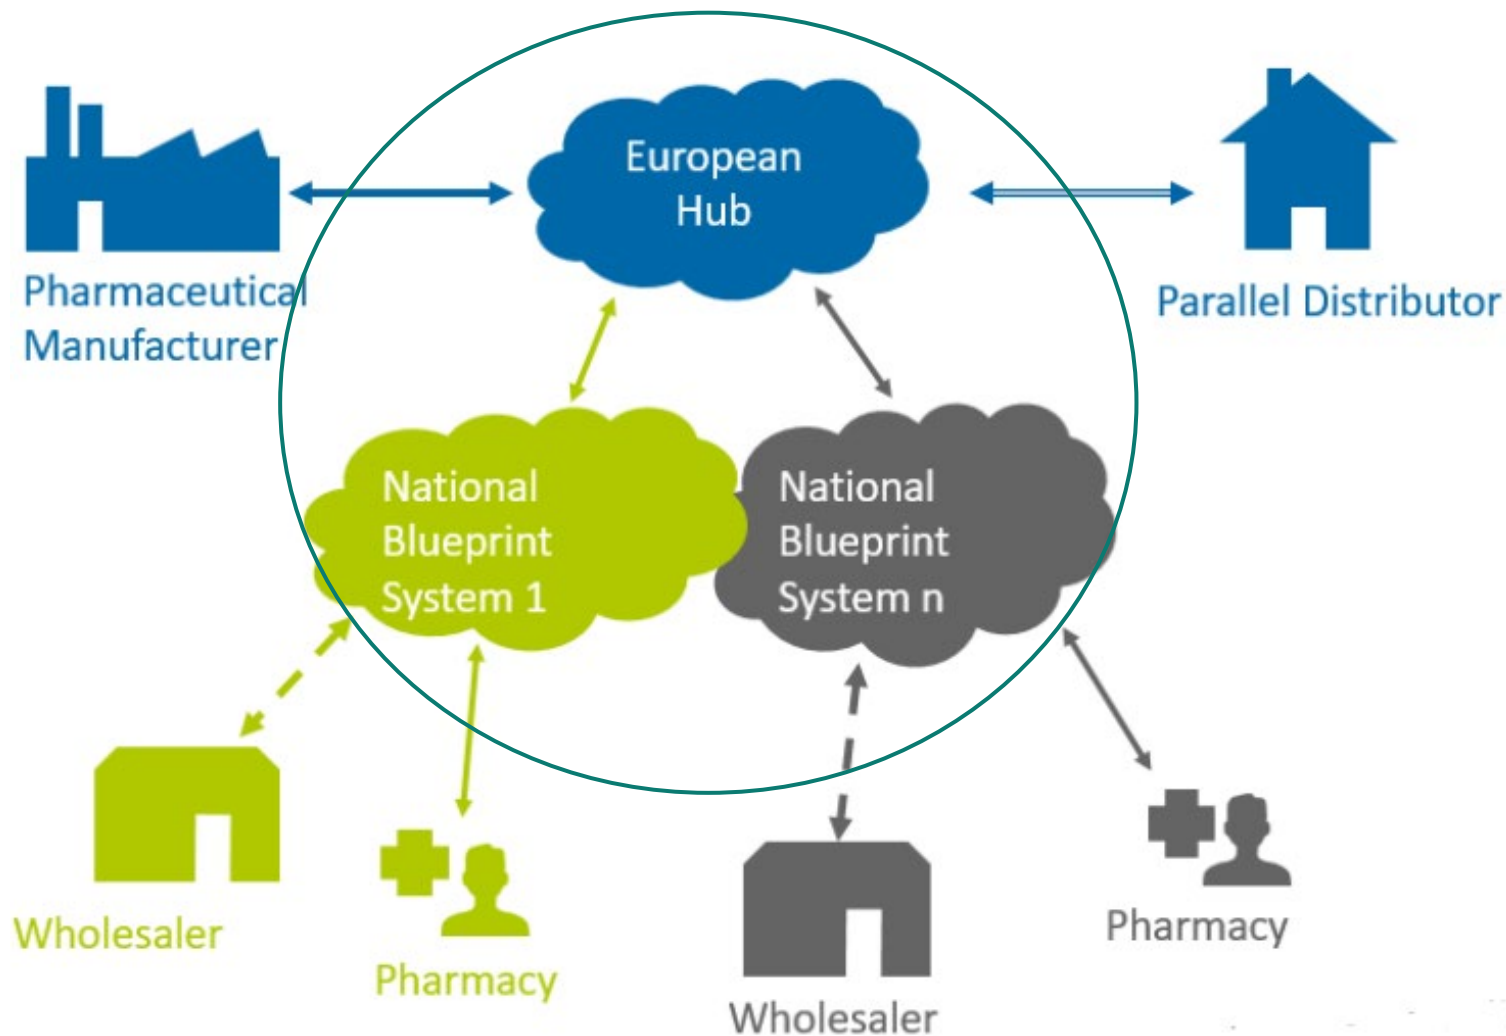 European
Hub
Pharmaceutical
Manufacturer
Parallel Distributor
National
Blueprint
System 1
National
Blueprint
System n
Wholesaler
Pharmacy
Wholesaler
Pharmacy